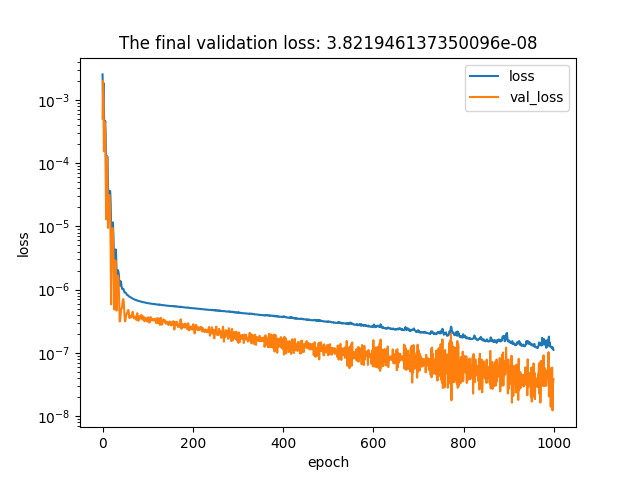 The final validation loss: 3.821946137350096e-08
loss
val_loss
10⁻³
10⁻⁴
10⁻⁵
10⁻⁶
10⁻⁷
10⁻⁸
loss
0
200
400
600
800
1000
epoch